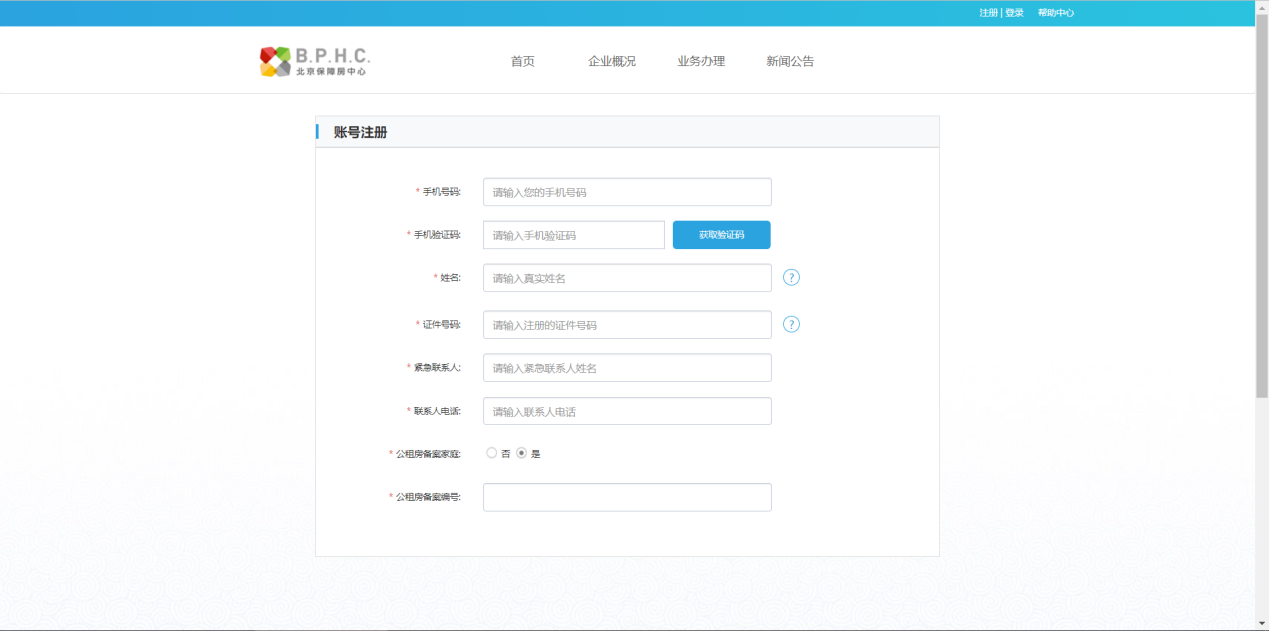 注册 | 登录 帮助中心
B.P.H.C.
北京保障房中心
首页 企业概况 业务办理 新闻公告
账号注册
* 手机号码: 请输入您的手机号码
* 手机验证码: 请输入手机验证码 获取验证码
* 姓名: 请输入真实姓名 ?
* 证件号码: 请输入注册的证件号码 ?
* 紧急联系人: 请输入紧急联系人姓名
* 联系人电话: 请输入联系人电话
* 公租房备案家庭: 否 是
* 公租房备案编号: